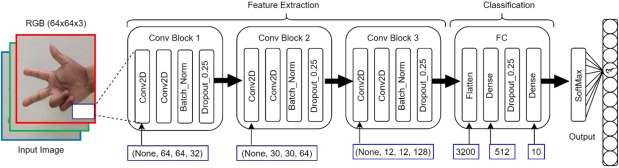 Feature Extraction
Classification
RGB (64x64x3)
Conv Block 1
Conv Block 2
Conv Block 3
FC
Conv2D
Conv2D
Batch_Norm
Dropout_0.25
Conv2D
Conv2D
Batch_Norm
Dropout_0.25
Conv2D
Conv2D
Batch_Norm
Dropout_0.25
Flatten
Dense
Dropout_0.25
Dense
SoftMax
Input Image
(None, 64, 64, 32)
(None, 30, 30, 64)
(None, 12, 12, 128)
3200
512
10
Output